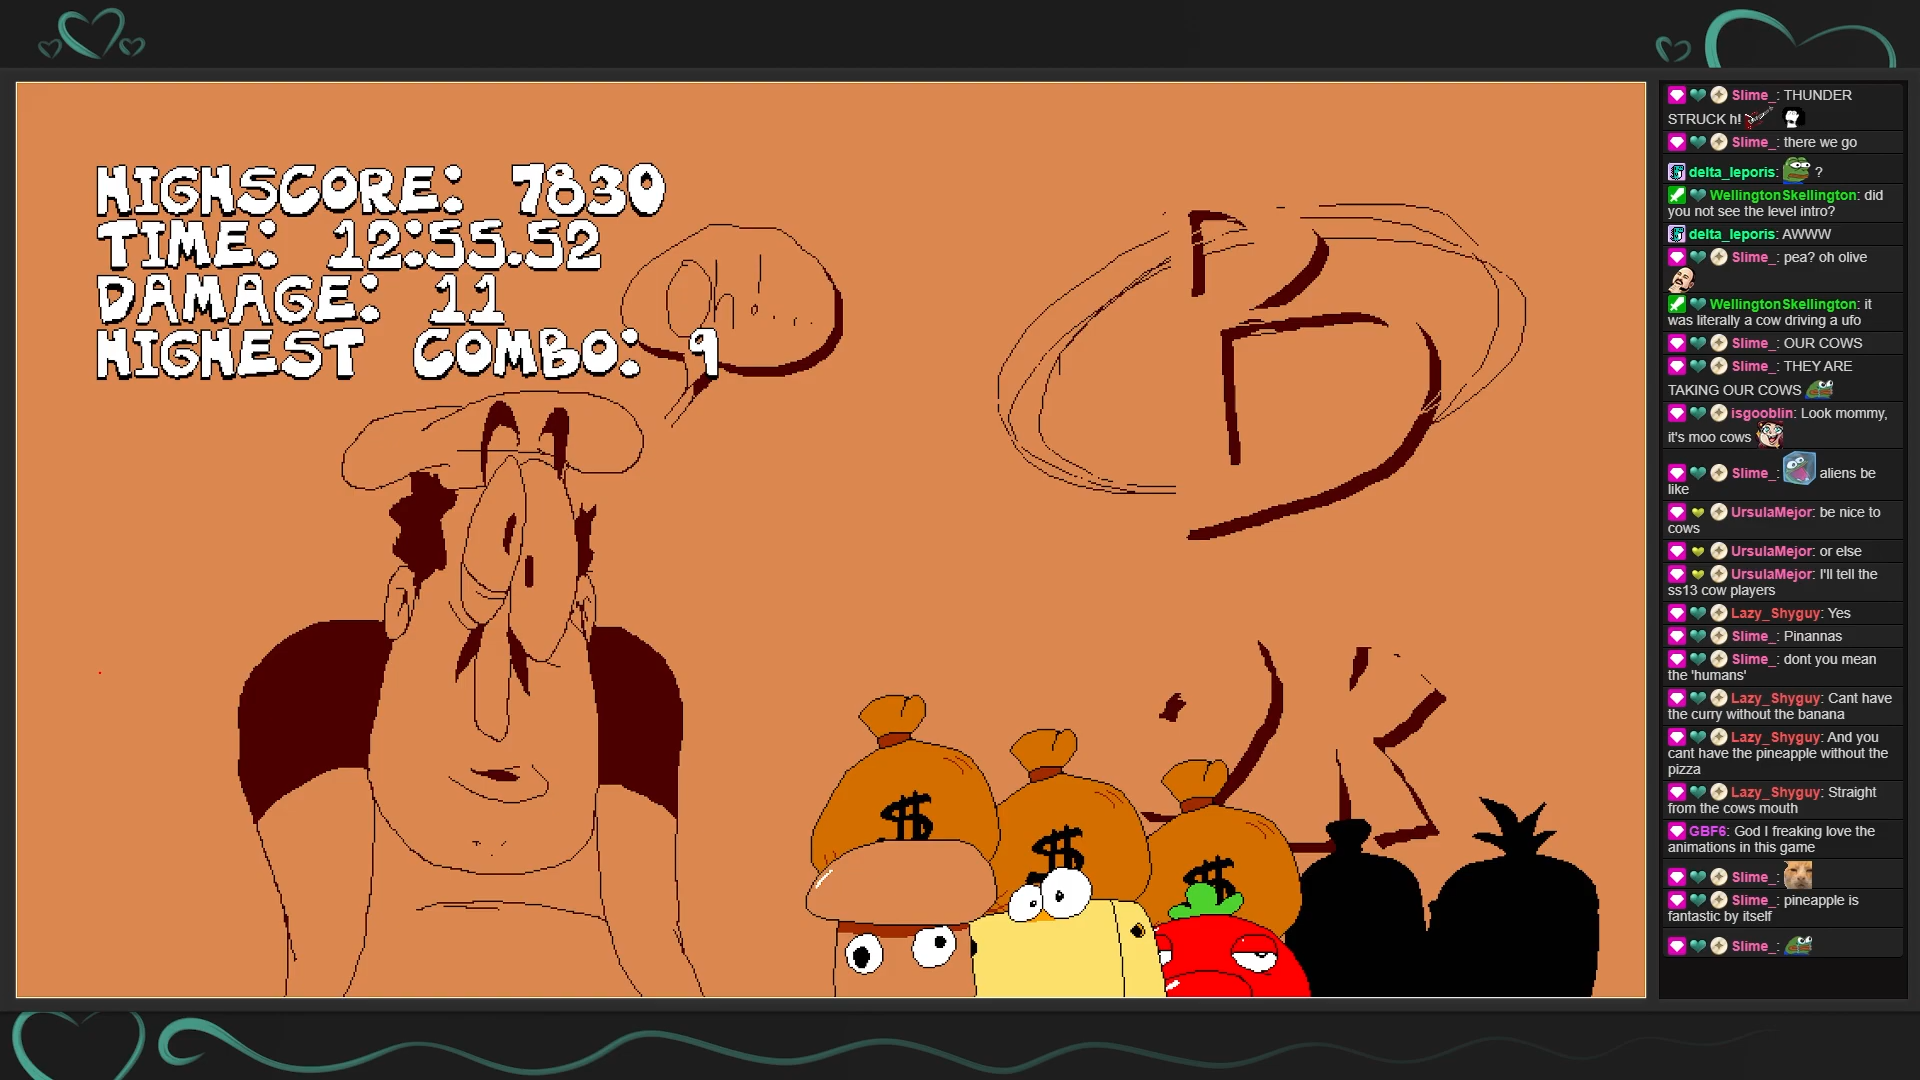 HIGHSCORE: 7830
TIME: 12:55.52
DAMAGE: 11
HIGHEST COMBO: 9
Oh!....
D
OK
$
$
$
Slime_: THUNDER
STRUCK h!
Slime_: there we go
delta_leporis: ?
WellingtonSkellington: did
you not see the level intro?
delta_leporis: AWWW
Slime_: pea? oh olive
WellingtonSkellington: it
was literally a cow driving a ufo
Slime_: OUR COWS
Slime_: THEY ARE
TAKING OUR COWS
isgooblin: Look mommy,
it's moo cows
Slime_: aliens be
like
UrsulaMejor: be nice to
cows
UrsulaMejor: or else
UrsulaMejor: I'll tell the
ss13 cow players
Lazy_Shyguy: Yes
Slime_: Pinannas
Slime_: dont you mean
the 'humans'
Lazy_Shyguy: Cant have
the curry without the banana
Lazy_Shyguy: And you
cant have the pineapple without the
pizza
Lazy_Shyguy: Straight
from the cows mouth
GBF6: God I freaking love the
animations in this game
Slime_:
Slime_: pineapple is
fantastic by itself
Slime_: